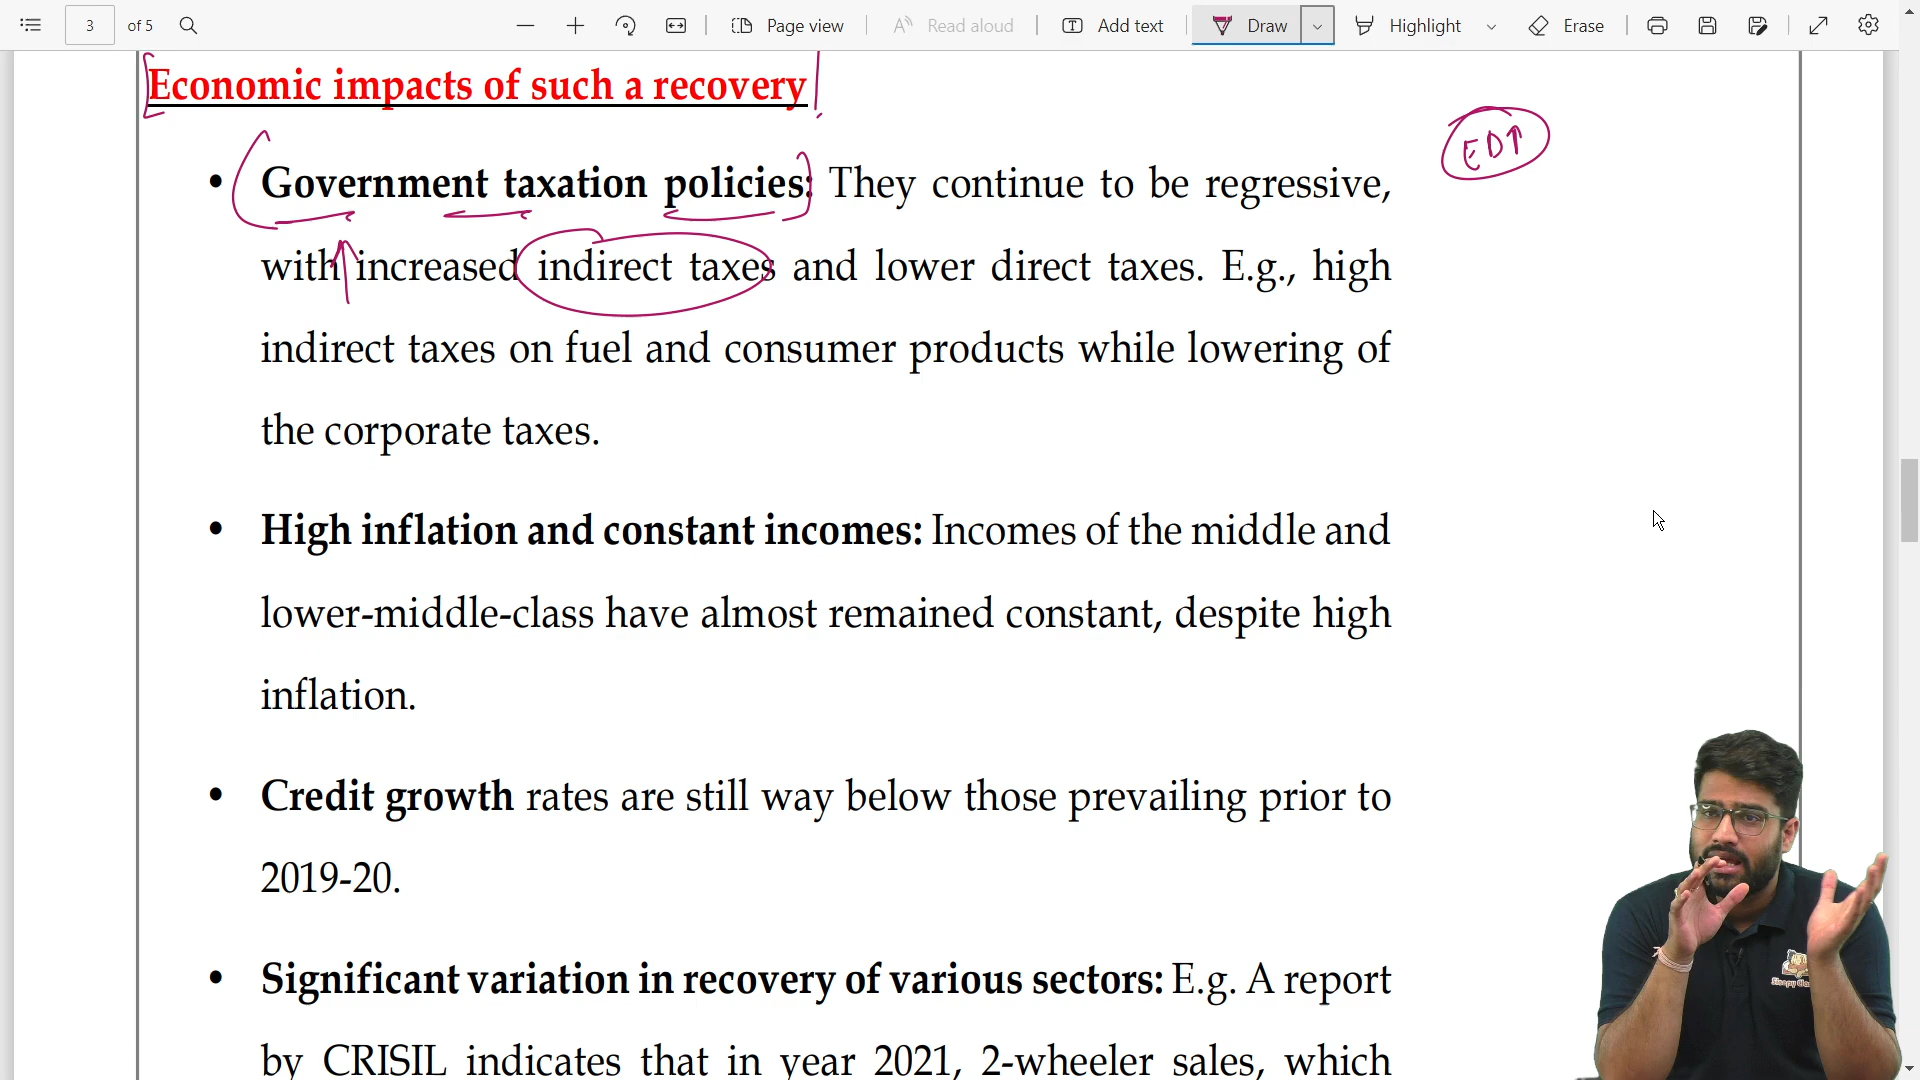 3 of 5 Page view Read aloud Add text Draw Highlight Erase
Economic impacts of such a recovery
ED↑
• Government taxation policies: They continue to be regressive,
with increased indirect taxes and lower direct taxes. E.g., high
indirect taxes on fuel and consumer products while lowering of
the corporate taxes.
• High inflation and constant incomes: Incomes of the middle and
lower-middle-class have almost remained constant, despite high
inflation.
• Credit growth rates are still way below those prevailing prior to
2019-20.
• Significant variation in recovery of various sectors: E.g. A report
by CRISIL indicates that in year 2021, 2-wheeler sales, which